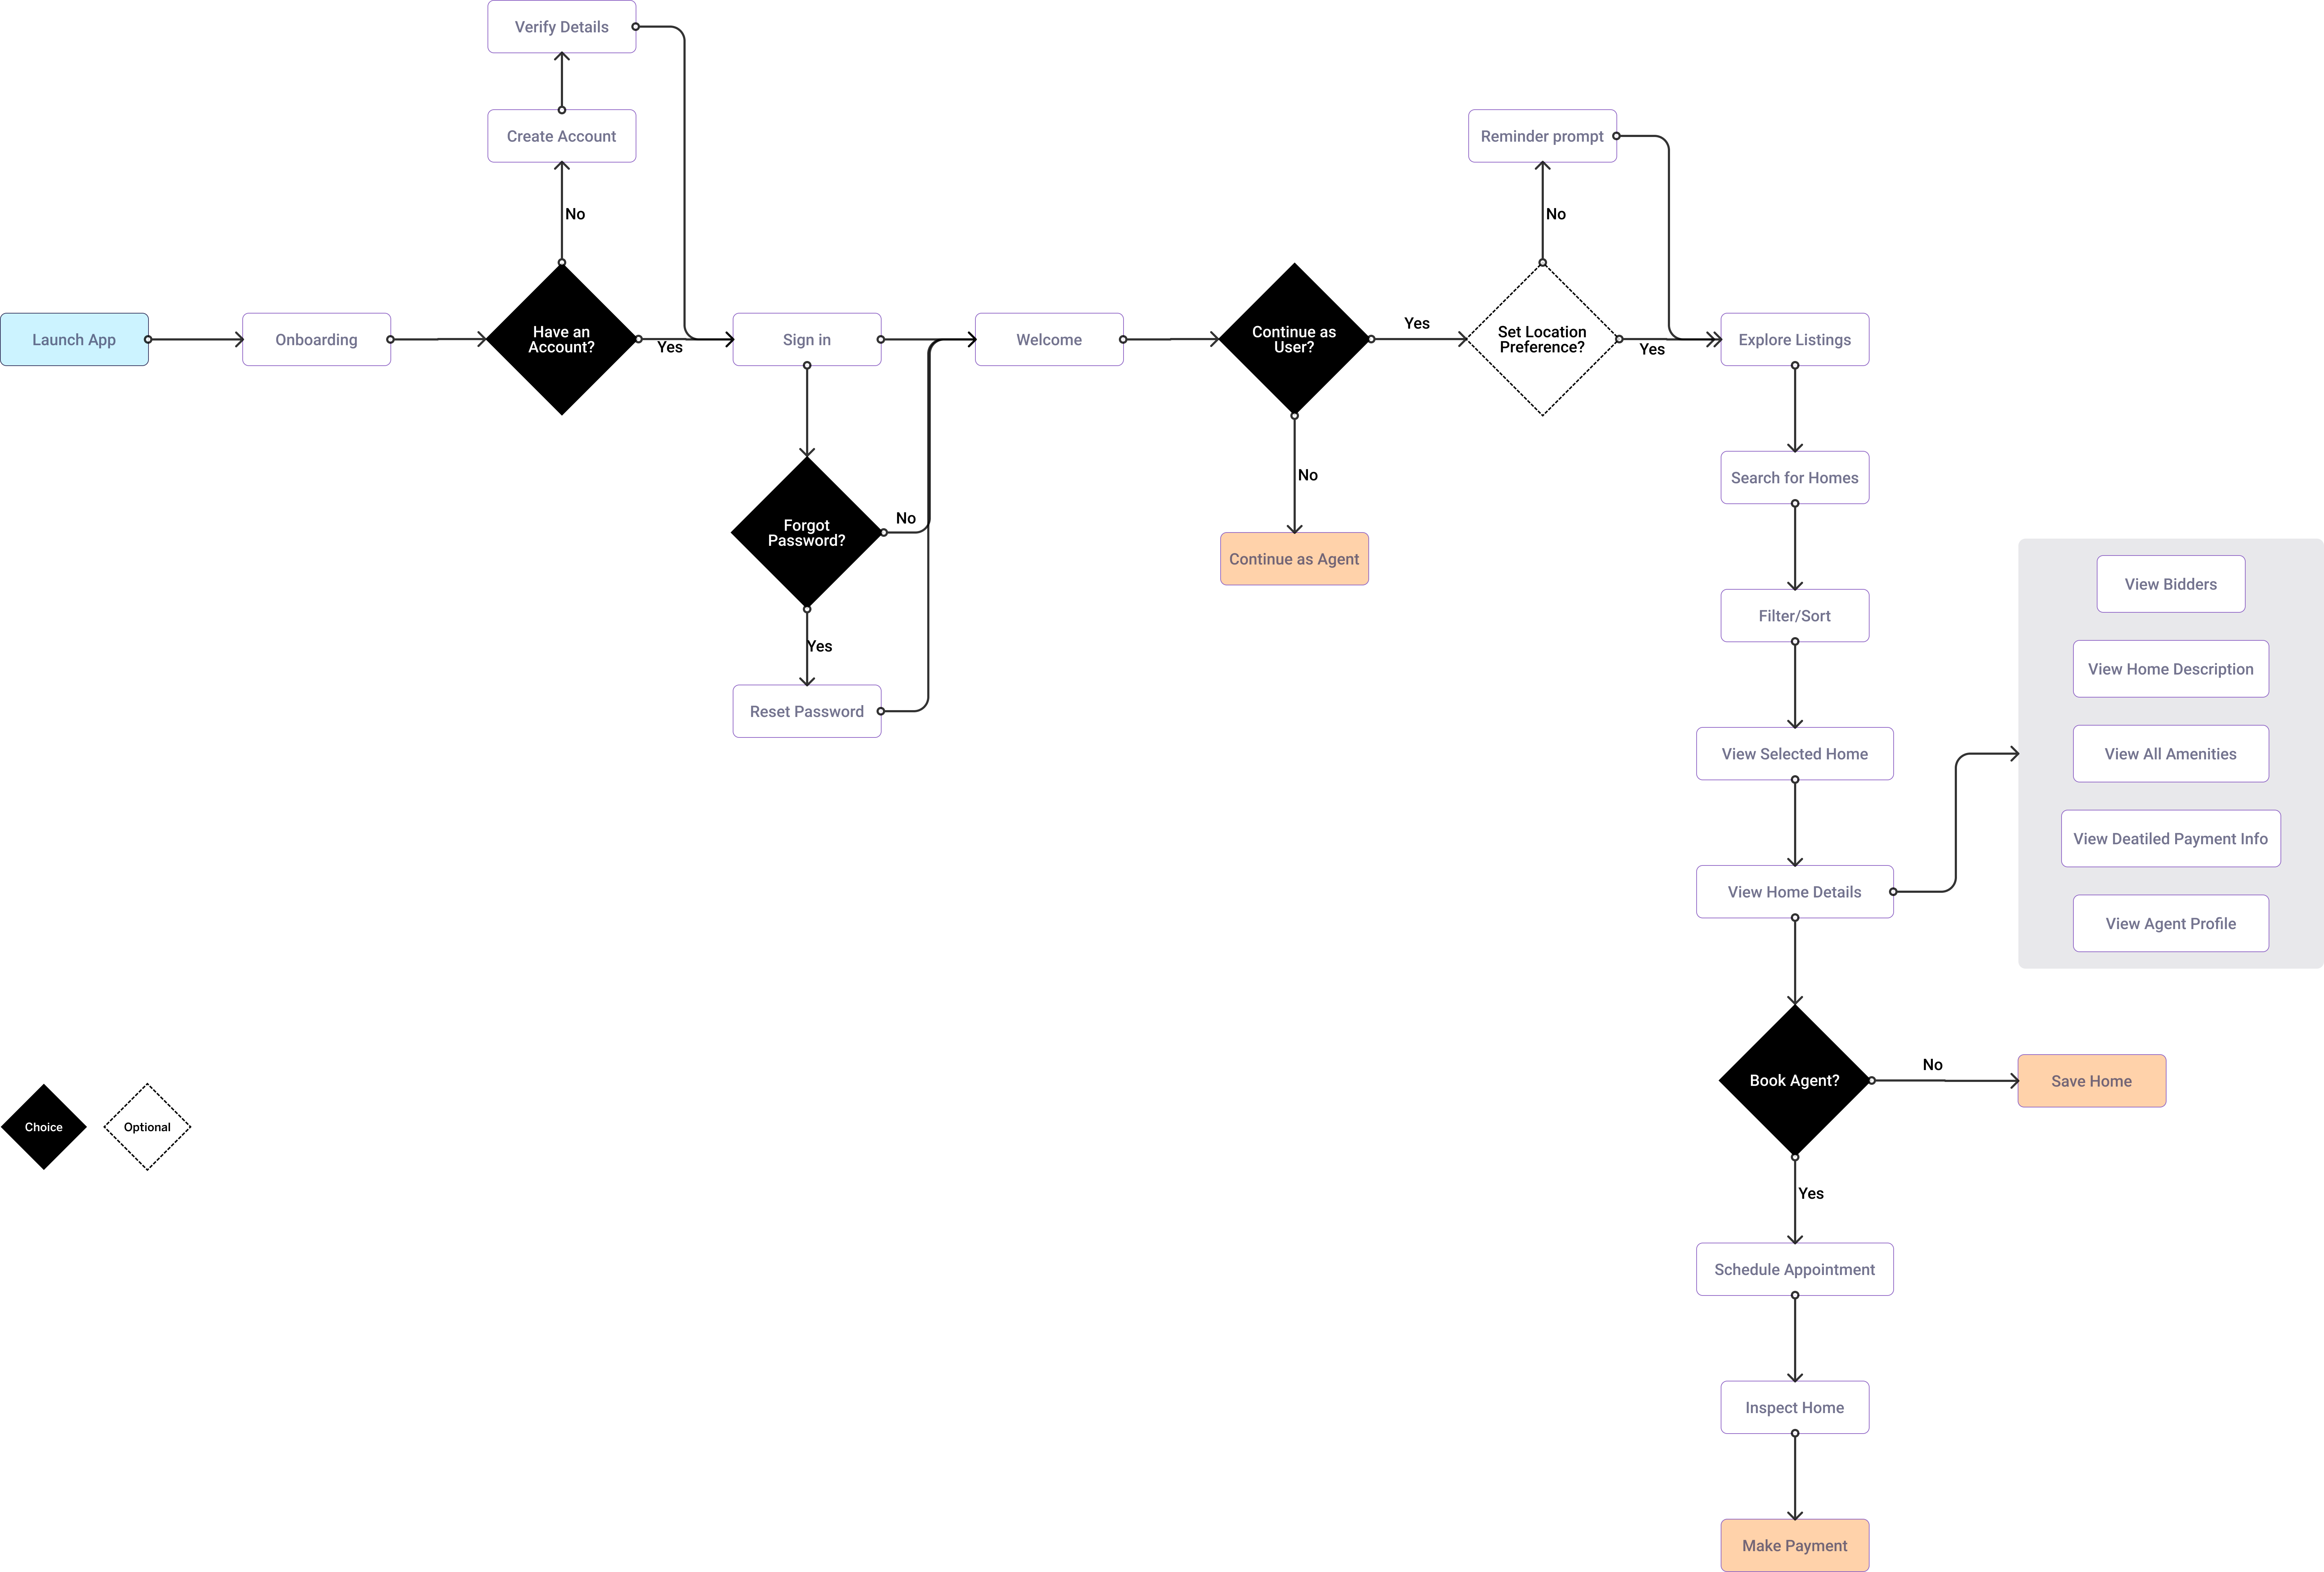 Verify Details
Create Account
Reminder prompt
No
No
Launch App
Onboarding
Have an
Account?
Yes
Sign in
Welcome
Continue as
User?
Yes
Set Location
Preference?
Yes
Explore Listings
No
Search for Homes
Forgot
Password?
No
Continue as Agent
Yes
Reset Password
Filter/Sort
View Selected Home
View Home Details
View Bidders
View Home Description
View All Amenities
View Deatiled Payment Info
View Agent Profile
Book Agent?
No
Save Home
Choice
Optional
Yes
Schedule Appointment
Inspect Home
Make Payment